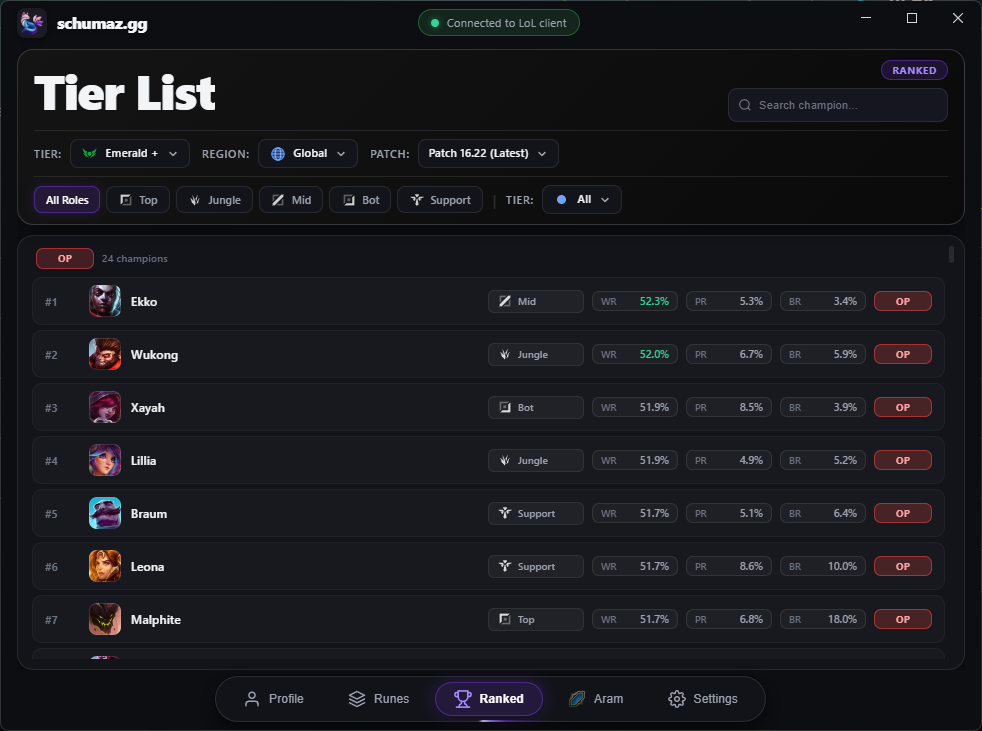 schumaz.gg
Connected to LoL client
Tier List
RANKED
Search champion...
TIER: Emerald + REGION: Global PATCH: Patch 16.22 (Latest)
All Roles Top Jungle Mid Bot Support | TIER: All
OP 24 champions
#1 Ekko Mid WR 52.3% PR 5.3% BR 3.4% OP
#2 Wukong Jungle WR 52.0% PR 6.7% BR 5.9% OP
#3 Xayah Bot WR 51.9% PR 8.5% BR 3.9% OP
#4 Lillia Jungle WR 51.9% PR 4.9% BR 5.2% OP
#5 Braum Support WR 51.7% PR 5.1% BR 6.4% OP
#6 Leona Support WR 51.7% PR 8.6% BR 10.0% OP
#7 Malphite Top WR 51.7% PR 6.8% BR 18.0% OP
Profile Runes Ranked Aram Settings